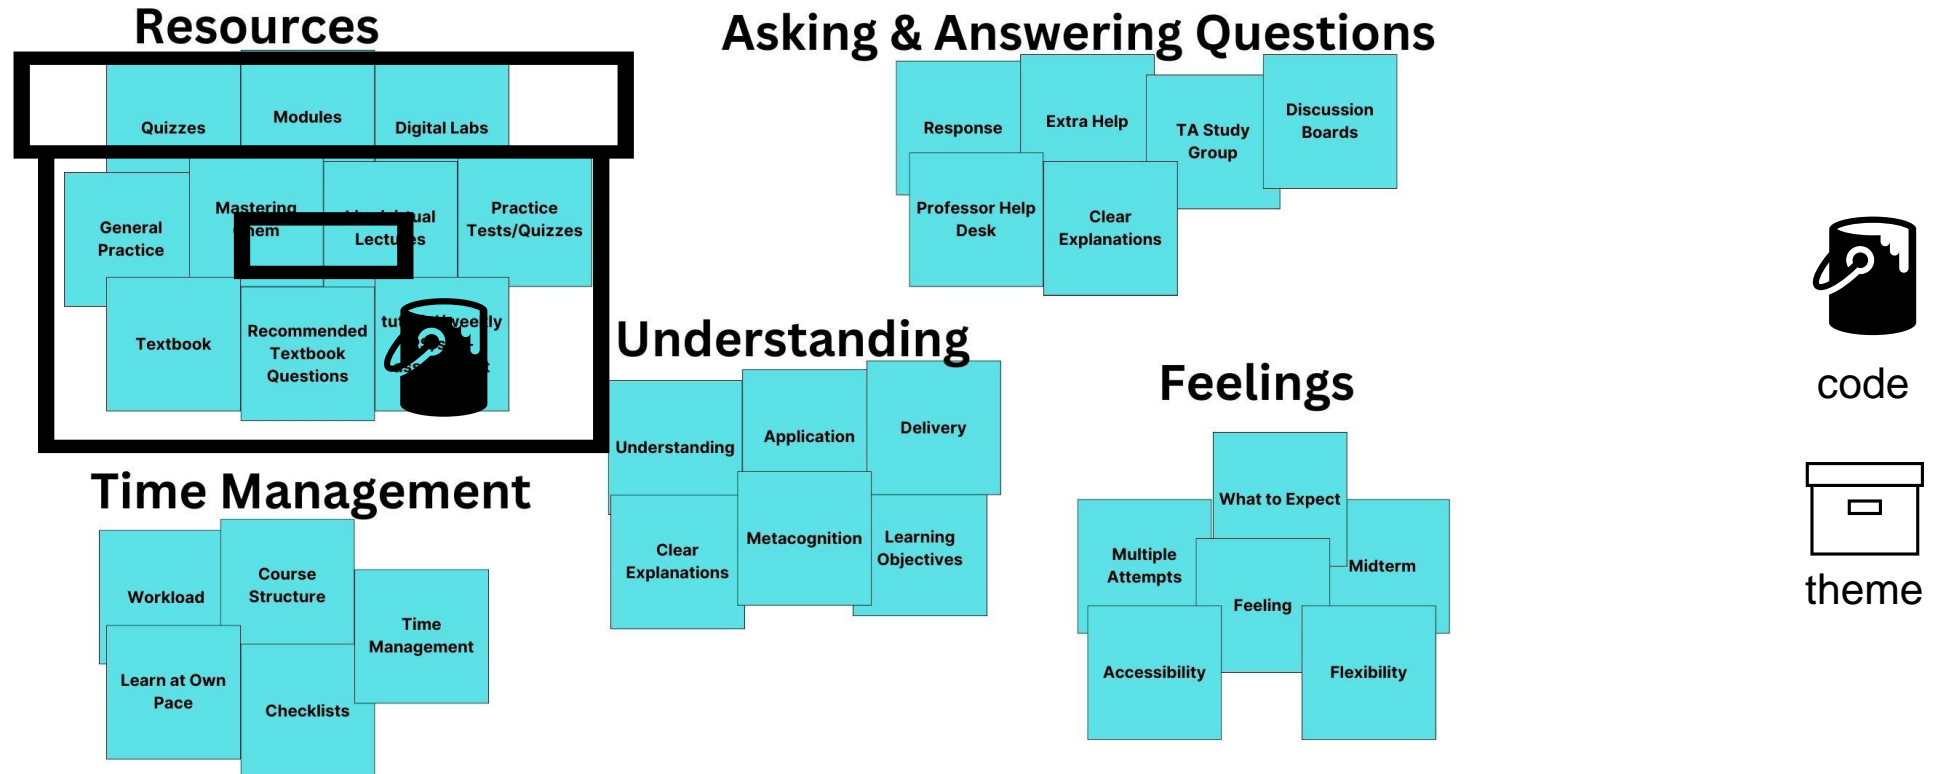 Resources
Quizzes
Modules
Digital Labs
General
Practice
Mastering
Lectures
Practice
Tests/Quizzes
Textbook
Recommended
Textbook
Questions
Asking & Answering Questions
Response
Extra Help
TA Study
Group
Discussion
Boards
Professor Help
Desk
Clear
Explanations
Understanding
Understanding
Application
Delivery
Clear
Explanations
Metacognition
Learning
Objectives
Feelings
What to Expect
Multiple
Attempts
Midterm
Feeling
Accessibility
Flexibility
Time Management
Workload
Course
Structure
Time
Management
Learn at Own
Pace
Checklists
code
theme